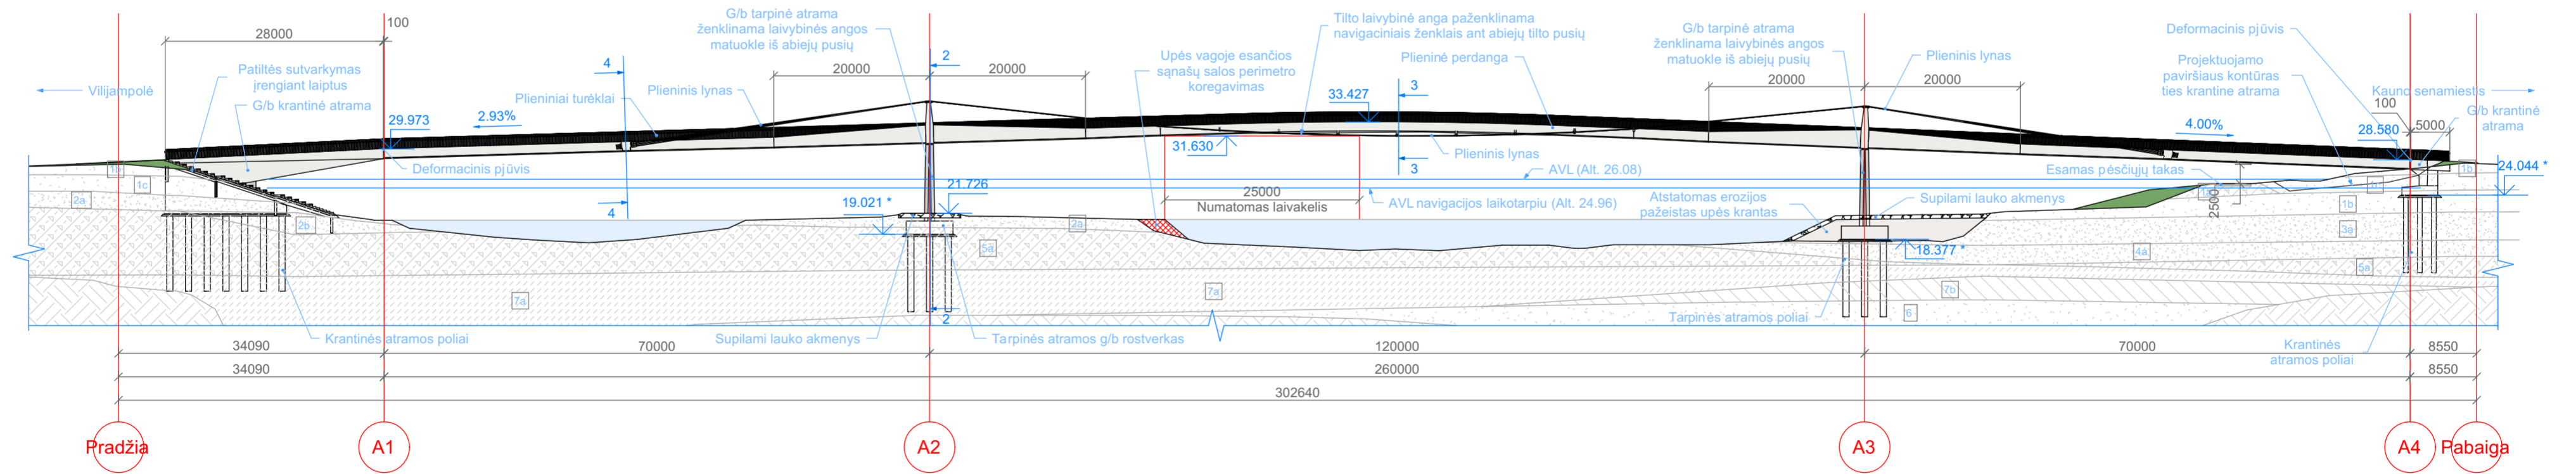 100
28000
G/b tarpinė atrama
ženklinama laivybinės angos
matuokle iš abiejų pusių
Tilto laivybinė anga paženklinama
navigaciniais ženklais ant abiejų tilto pusių
G/b tarpinė atrama
ženklinama laivybinės angos
matuokle iš abiejų pusių
Deformacinis pjūvis
Vilijampolė
Patiltės sutvarkymas
įrengiant laiptus
G/b krantinė atrama
4
2
20000
20000
Upės vagoje esančios
sąnašų salos perimetro
koregavimas
Plieninė perdanga
3
20000
20000
Plieninis lynas
Projektuojamo
paviršiaus kontūras
ties krantine atrama
Kauno senamiestis
100
5000
G/b krantinė
atrama
Plieniniai turėklai
Plieninis lynas
2.93%
29.973
33.427
31.630
4.00%
28.580
Deformacinis pjūvis
Plieninis lynas
3
AVL (Alt. 26.08)
Esamas pėsčiųjų takas
24.044 *
1b
1c
2a
2b
4
19.021 *
21.726
3a
25000
Numatomas laivakelis
AVL navigacijos laikotarpiu (Alt. 24.96)
Atstatomas erozijos
pažeistas upės krantas
Supilami lauko akmenys
2500
1b
1b
3a
5a
18.377 *
4a
5a
7a
7a
7b
6
2
Krantinės atramos poliai
Supilami lauko akmenys
Tarpinės atramos g/b rostverkas
Tarpinės atramos poliai
Krantinės
atramos poliai
34090
70000
120000
70000
8550
34090
260000
8550
302640
Pradžia
A1
A2
A3
A4
Pabaiga